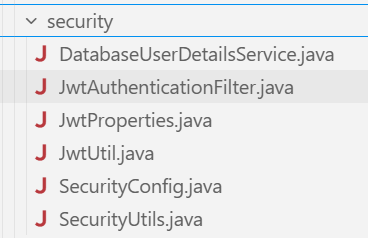 security
DatabaseUserDetailsService.java
JwtAuthenticationFilter.java
JwtProperties.java
JwtUtil.java
SecurityConfig.java
SecurityUtils.java